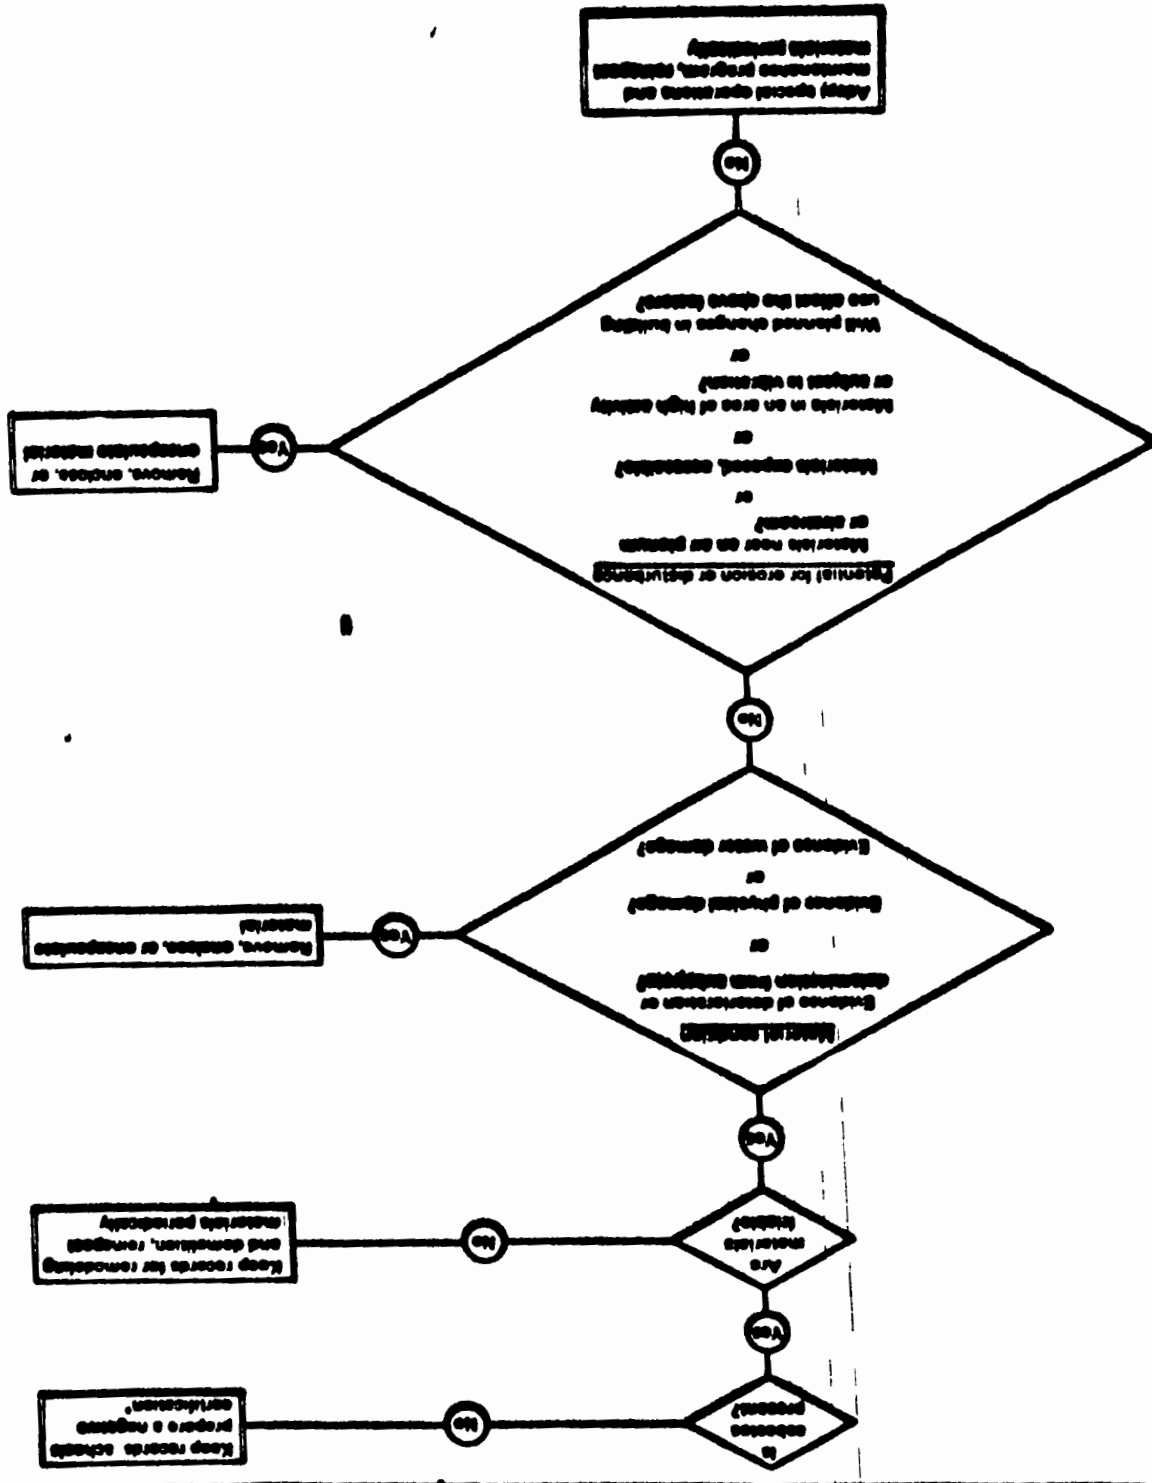 Is
asbestos
present?
No
Keep records schools
prepare a negative
certification*
Yes
Are
materials
friable?
No
Keep records for remodeling
and demolition, reinspect
materials periodically
Yes
Material condition
Evidence of deterioration or
delamination from substrate?
or
Evidence of physical damage?
or
Evidence of water damage?
Yes
Remove, enclose, or encapsulate
material
No
Potential for erosion or disturbance
Materials near an air plenum
or airstream?
or
Materials exposed, accessible?
or
Materials in an area of high activity
or subject to vibration?
or
Will planned changes in building
use affect the above factors?
Yes
Remove, enclose, or
encapsulate material
No
Adopt special operations and
maintenance program, reinspect
materials periodically